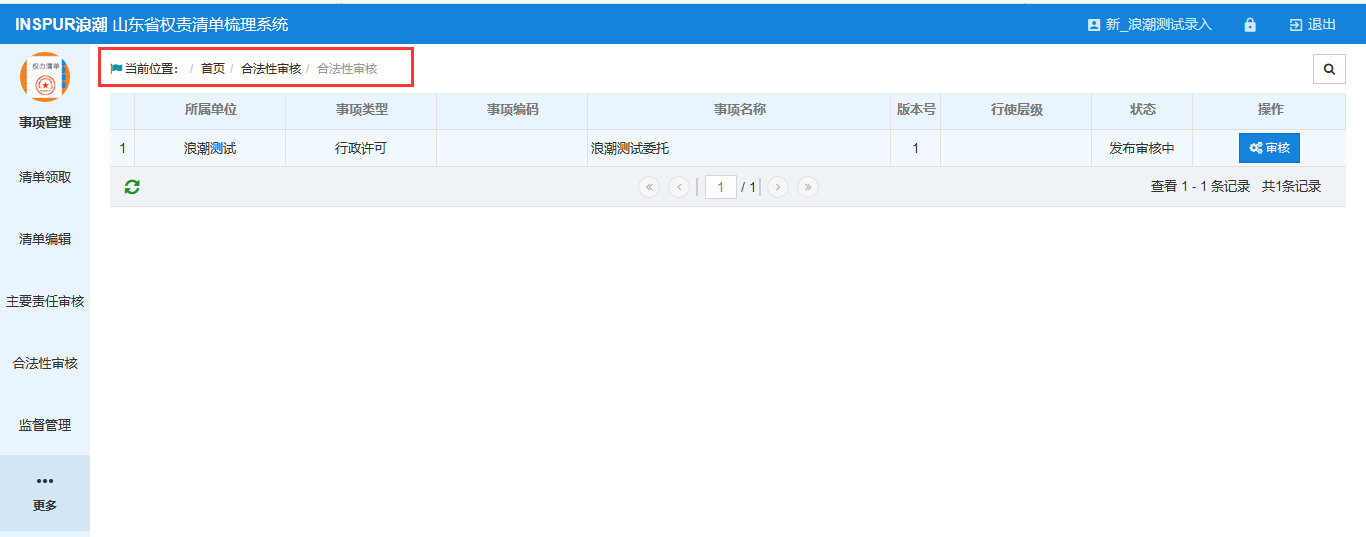 INSPUR浪潮 山东省权责清单梳理系统
新_浪潮测试录入
退出
权力清单
事项管理
清单领取
清单编辑
主要责任审核
合法性审核
监督管理
更多
当前位置： / 首页 / 合法性审核 / 合法性审核
所属单位 事项类型 事项编码 事项名称 版本号 行使层级 状态 操作
1 浪潮测试 行政许可 浪潮测试委托 1 发布审核中 审核
1 / 1
查看 1 - 1 条记录 共1条记录